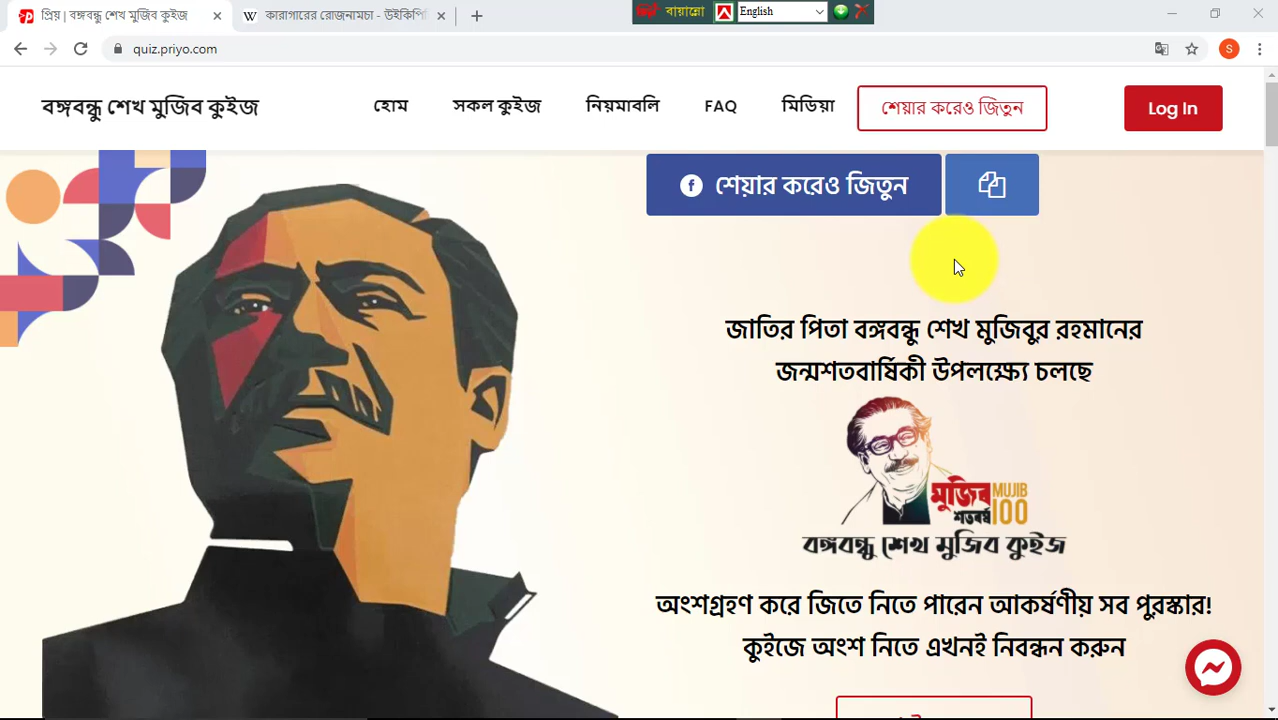 প্রিয় | বঙ্গবন্ধু শেখ মুজিব কুইজ
কারাগারের রোজনামচা - উইকিপি
বায়ান্নো
English
quiz.priyo.com
S
বঙ্গবন্ধু শেখ মুজিব কুইজ
হোম
সকল কুইজ
নিয়মাবলি
FAQ
মিডিয়া
শেয়ার করেও জিতুন
Log In
শেয়ার করেও জিতুন
জাতির পিতা বঙ্গবন্ধু শেখ মুজিবুর রহমানের
জন্মশতবার্ষিকী উপলক্ষ্যে চলছে
মুজিব MUJIB
শতবর্ষ 100
বঙ্গবন্ধু শেখ মুজিব কুইজ
অংশগ্রহণ করে জিতে নিতে পারেন আকর্ষণীয় সব পুরস্কার!
কুইজে অংশ নিতে এখনই নিবন্ধন করুন